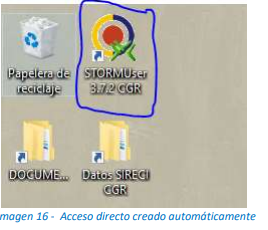 Papelera de
reciclaje
STORMUser
3.7.2 CGR
DOCUME...
Datos SIRECI
CGR
magen 16 - Acceso directo creado automáticamente